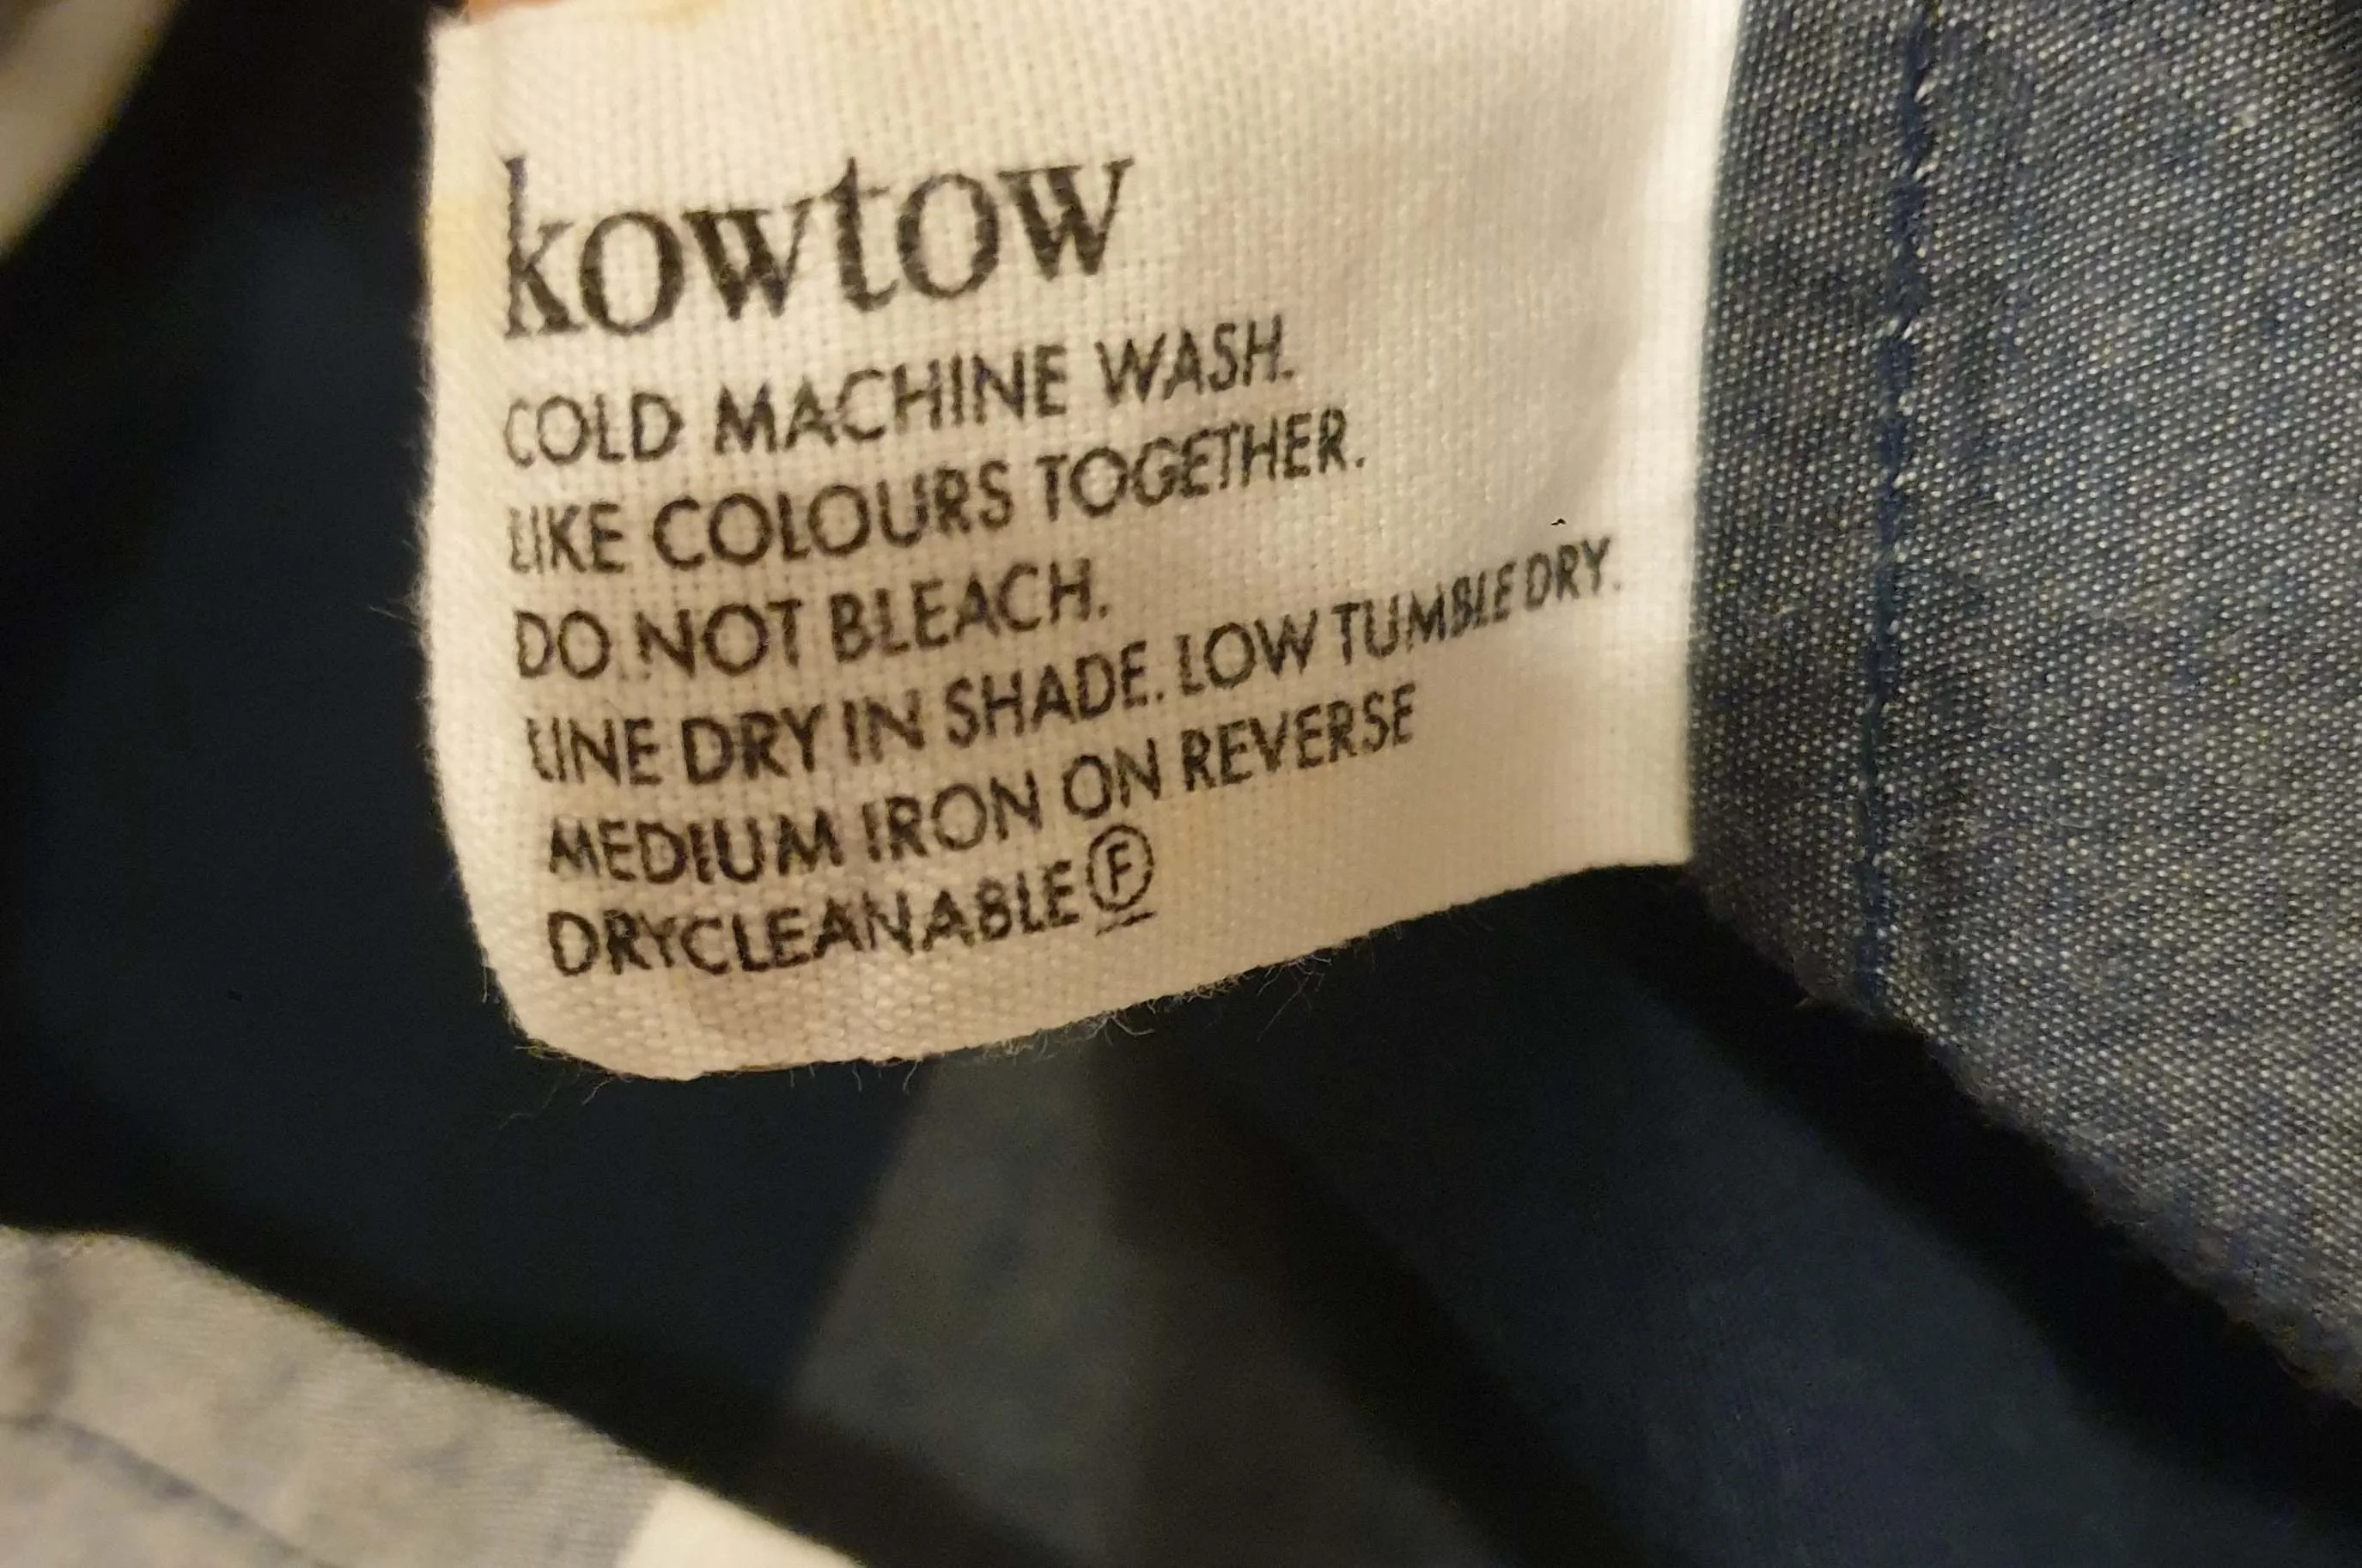 kowtow
COLD MACHINE WASH.
LIKE COLOURS TOGETHER.
DO NOT BLEACH.
LINE DRY IN SHADE. LOW TUMBLE DRY.
MEDIUM IRON ON REVERSE
DRYCLEANABLE Ⓕ